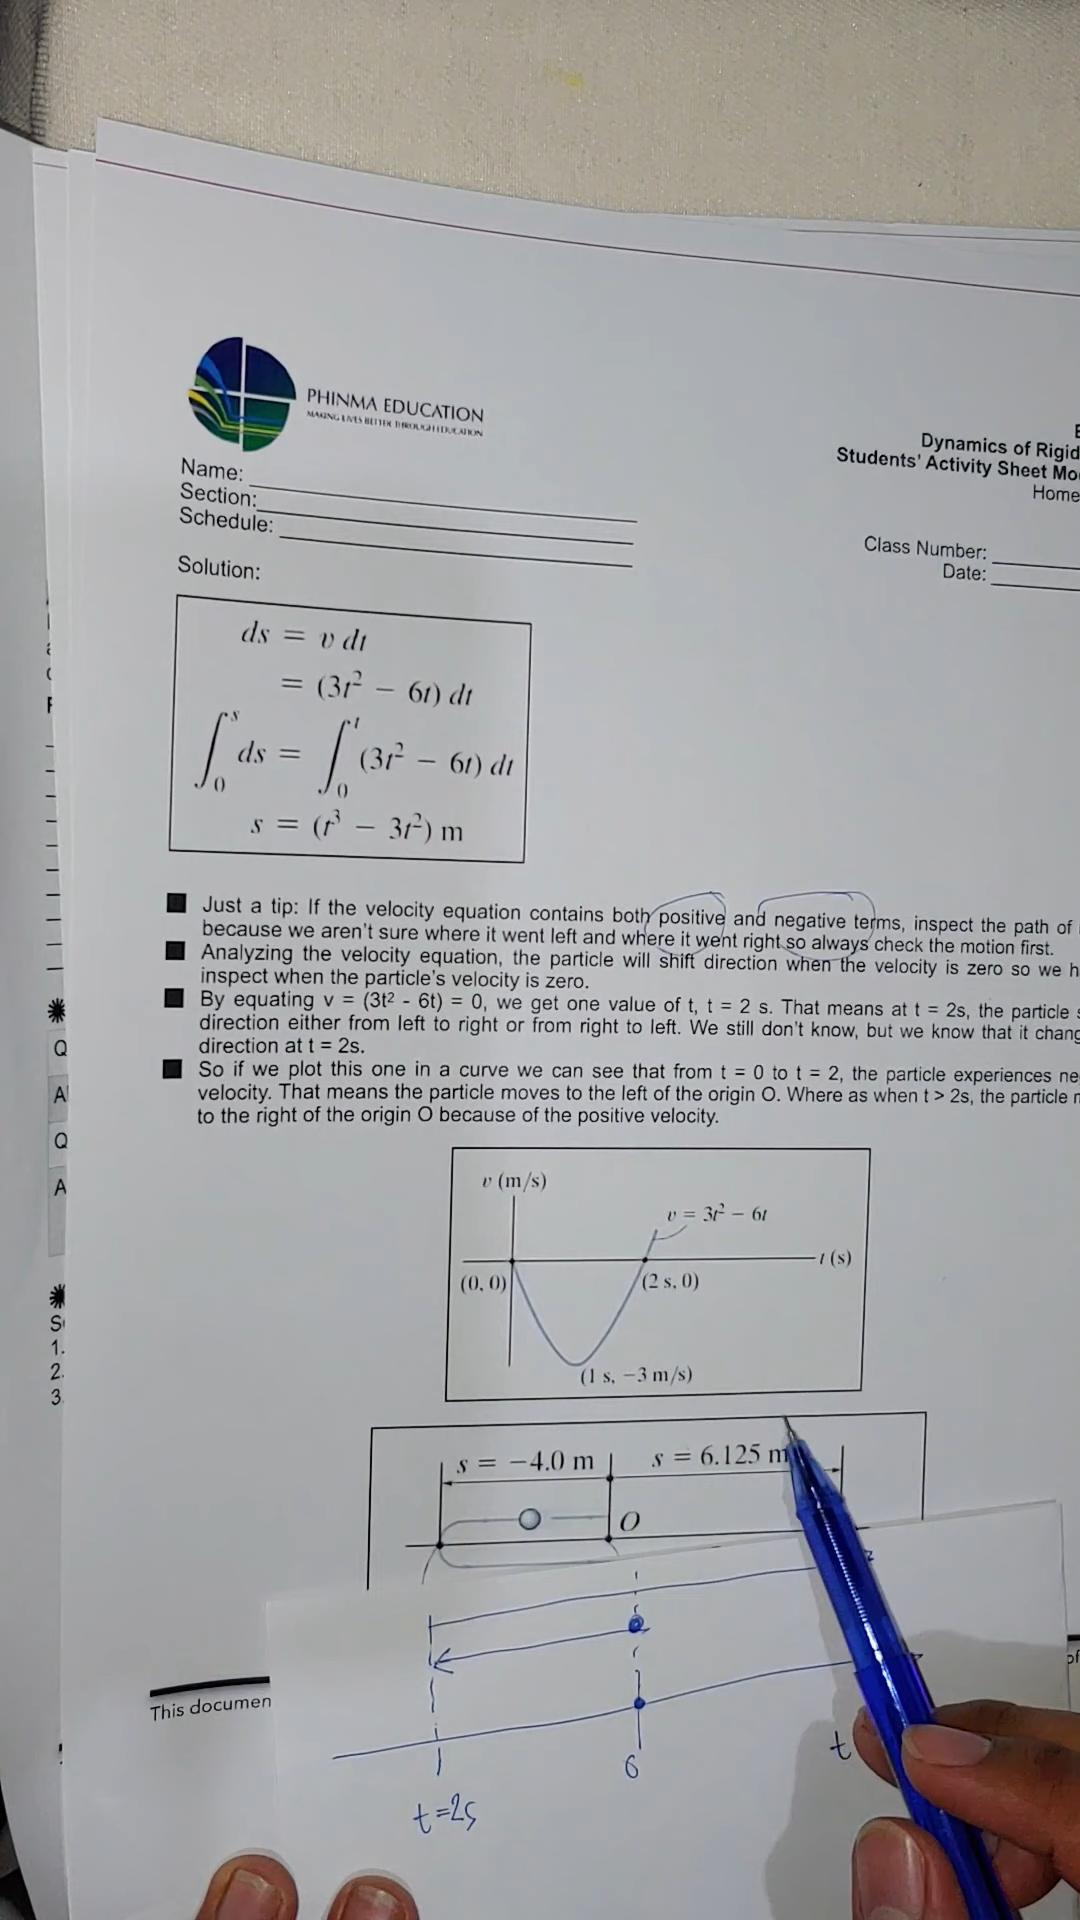 PHINMA EDUCATION
MAKING LIVES BETTER THROUGH EDUCATION
Dynamics of Rigid
Students' Activity Sheet
Name:
Section:
Schedule:
Class Number:
Date:
Solution:
ds = v dt
= (3t² − 6t) dt
∫₀ˢ ds = ∫₀ᵗ (3t² − 6t) dt
s = (t³ − 3t²) m
■ Just a tip: If the velocity equation contains both positive and negative terms, inspect the path of
because we aren't sure where it went left and where it went right so always check the motion first.
■ Analyzing the velocity equation, the particle will shift direction when the velocity is zero so we
inspect when the particle's velocity is zero.
■ By equating v = (3t² - 6t) = 0, we get one value of t, t = 2 s. That means at t = 2s, the particle
direction either from left to right or from right to left. We still don't know, but we know that it
direction at t = 2s.
■ So if we plot this one in a curve we can see that from t = 0 to t = 2, the particle experiences
velocity. That means the particle moves to the left of the origin O. Where as when t > 2s, the particle
to the right of the origin O because of the positive velocity.
v (m/s)
v = 3t² − 6t
t (s)
(0, 0)
(2 s, 0)
(1 s, −3 m/s)
s = −4.0 m
s = 6.125 m
O
This
t
t=2s
Q
A
Q
A
1.
2.
3.